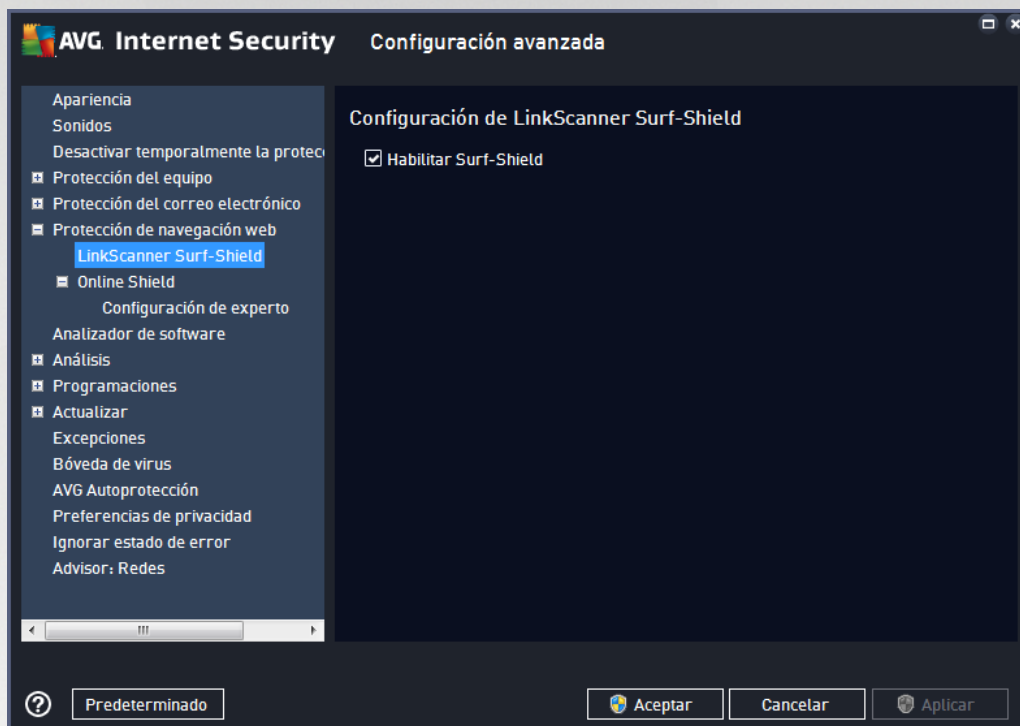 AVG. Internet Security Configuración avanzada
Apariencia
Sonidos
Desactivar temporalmente la protec
Protección del equipo
Protección del correo electrónico
Protección de navegación web
LinkScanner Surf-Shield
Online Shield
Configuración de experto
Analizador de software
Análisis
Programaciones
Actualizar
Excepciones
Bóveda de virus
AVG Autoprotección
Preferencias de privacidad
Ignorar estado de error
Advisor: Redes
Configuración de LinkScanner Surf-Shield
Habilitar Surf-Shield
? Predeterminado Aceptar Cancelar Aplicar